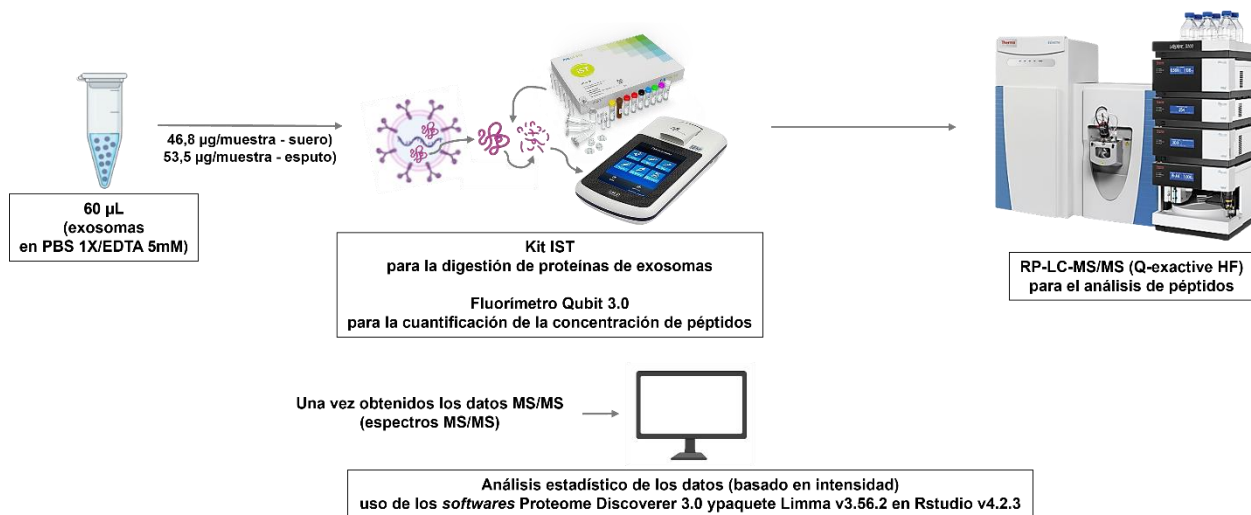 46,8 µg/muestra - suero)
53,5 µg/muestra - esputo)
60 µL
(exosomas
en PBS 1X/EDTA 5mM)
iST
Kit IST
para la digestión de proteínas de exosomas
Fluorímetro Qubit 3.0
para la cuantificación de la concentración de péptidos
RP-LC-MS/MS (Q-exactive HF)
para el análisis de péptidos
Una vez obtenidos los datos MS/MS
(espectros MS/MS)
Análisis estadístico de los datos (basado en intensidad)
uso de los softwares Proteome Discoverer 3.0 ypaquete Limma v3.56.2 en Rstudio v4.2.3